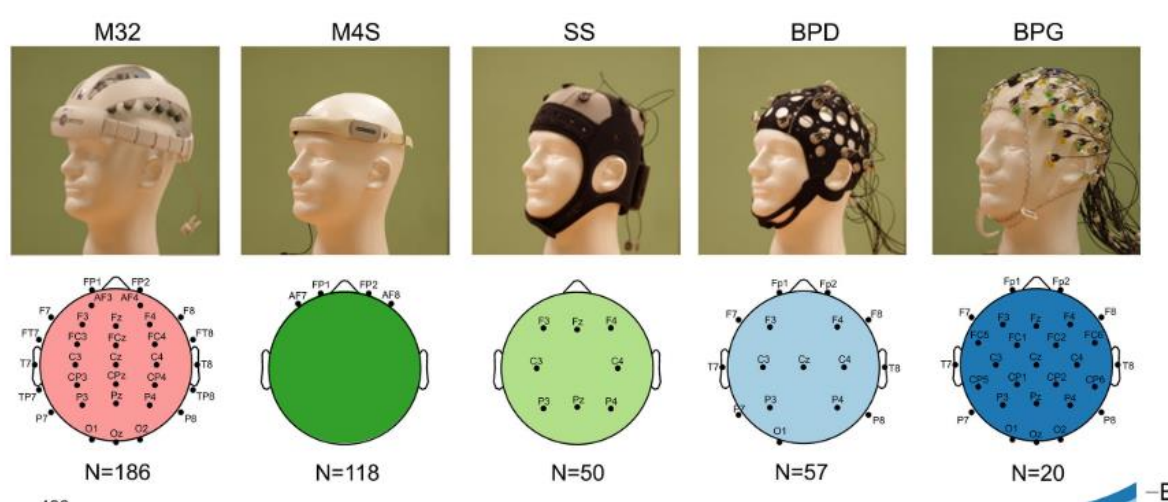 M32 M4S SS BPD BPG
FP1 FP2
AF3 AF4
F7 F3 Fz F4 F8
FT7 FC3 FCz FC4 FT8
T7 C3 Cz C4 T8
CP3 CPz CP4
TP7 TP8
P3 Pz P4
P7 P8
O1 Oz O2
FP1 FP2
AF7 AF8
F3 Fz F4
C3 C4
P3 Pz P4
Fp1 Fp2
F7 F3 F4 F8
C3 Cz C4
T7 T8
P3 P4
P7 P8
O1
Fp1 Fp2
F7 F3 Fz F4 F8
FC5 FC1 FC2 FC6
T7 C3 Cz C4 T8
CP5 CP1 CP2 CP6
P3 Pz P4
P7 P8
O1 Oz O2
N=186 N=118 N=50 N=57 N=20